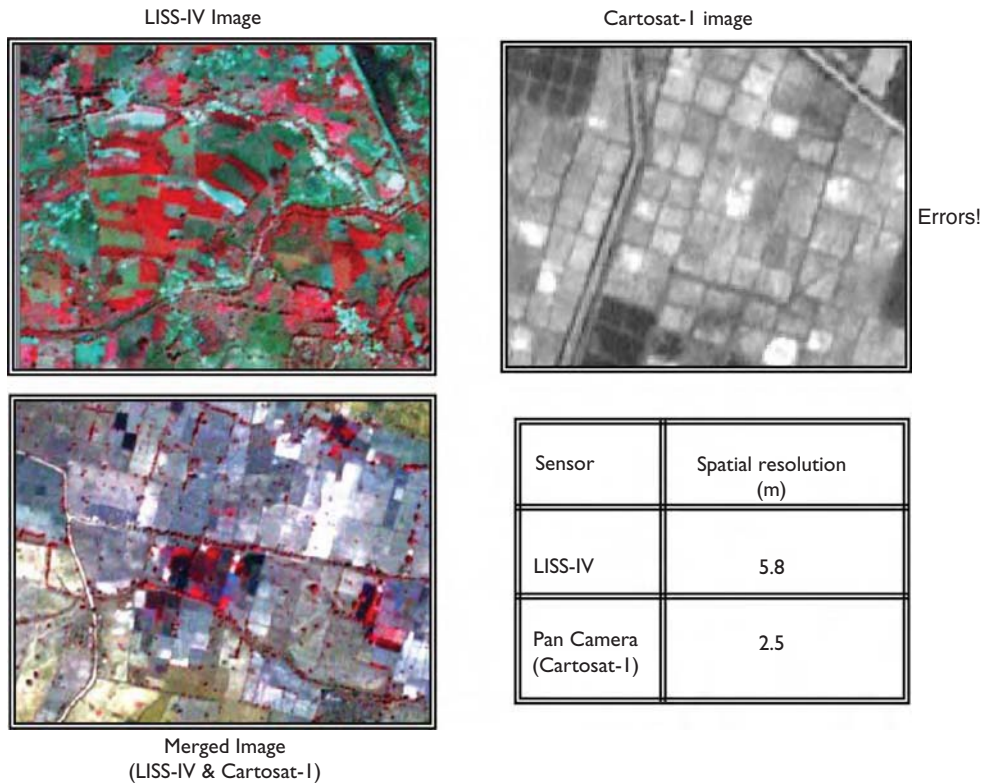 LISS-IV Image
Cartosat-1 image
Errors!
Merged Image
(LISS-IV & Cartosat-1)
Sensor
Spatial resolution
(m)
LISS-IV
5.8
Pan Camera
(Cartosat-1)
2.5